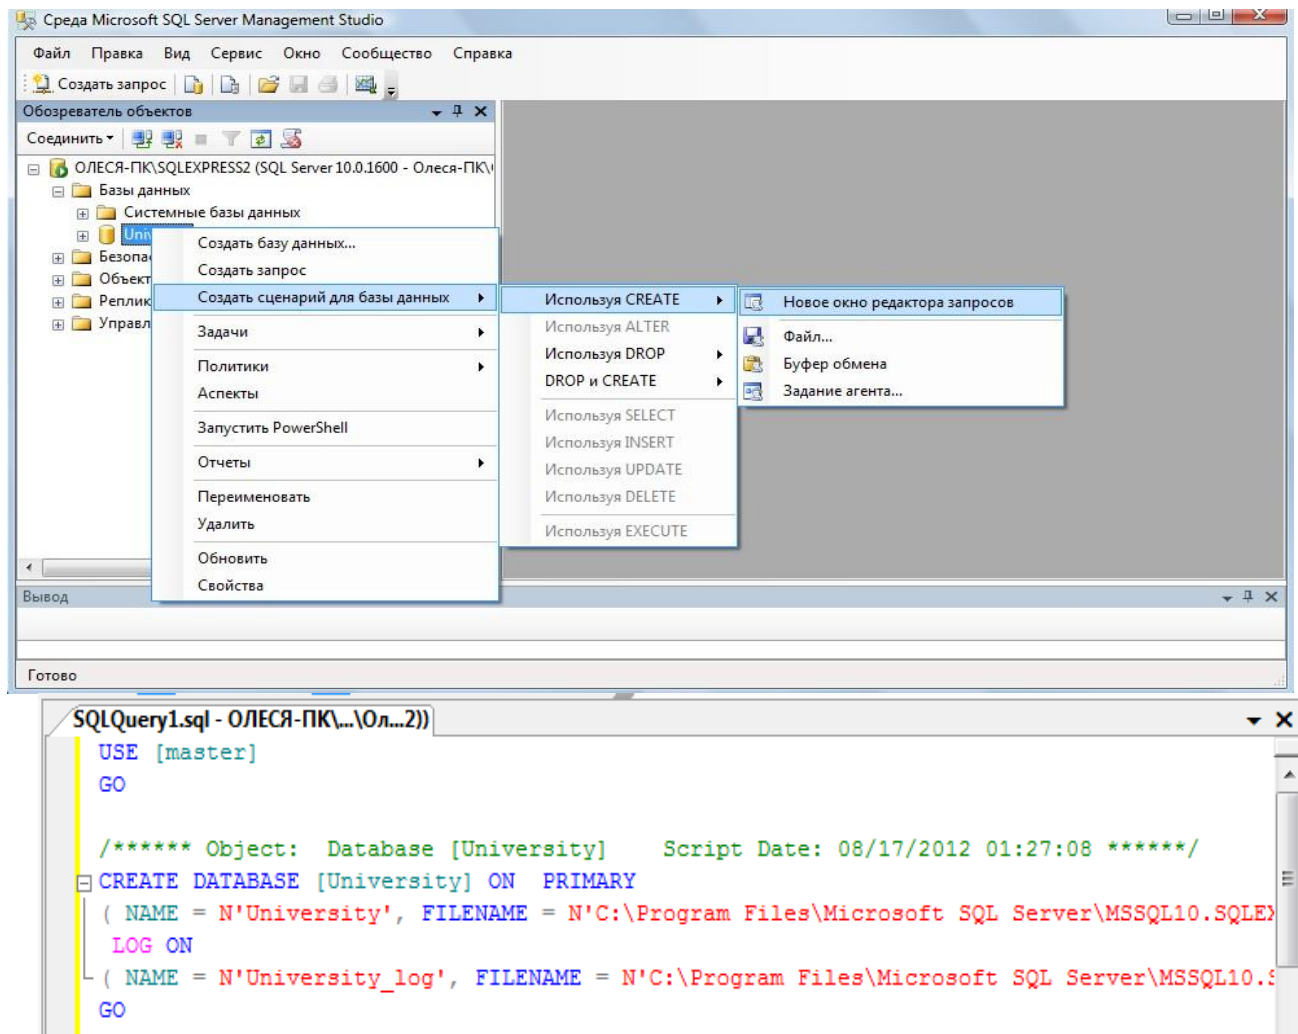 Среда Microsoft SQL Server Management Studio
Файл Правка Вид Сервис Окно Сообщество Справка
Создать запрос
Обозреватель объектов
Соединить
ОЛЕСЯ-ПК\SQLEXPRESS2 (SQL Server 10.0.1600 - Олеся-ПК\
Базы данных
Системные базы данных
Univ
Безопа
Объект
Реплик
Управл
Создать базу данных...
Создать запрос
Создать сценарий для базы данных
Задачи
Политики
Аспекты
Запустить PowerShell
Отчеты
Переименовать
Удалить
Обновить
Свойства
Используя CREATE
Используя ALTER
Используя DROP
DROP и CREATE
Используя SELECT
Используя INSERT
Используя UPDATE
Используя DELETE
Используя EXECUTE
Новое окно редактора запросов
Файл...
Буфер обмена
Задание агента...
Вывод
Готово
SQLQuery1.sql - ОЛЕСЯ-ПК\...\Ол...2))
USE [master]
GO
/****** Object:  Database [University]    Script Date: 08/17/2012 01:27:08 ******/
CREATE DATABASE [University] ON  PRIMARY
( NAME = N'University', FILENAME = N'C:\Program Files\Microsoft SQL Server\MSSQL10.SQLEX
LOG ON
( NAME = N'University_log', FILENAME = N'C:\Program Files\Microsoft SQL Server\MSSQL10.S
GO